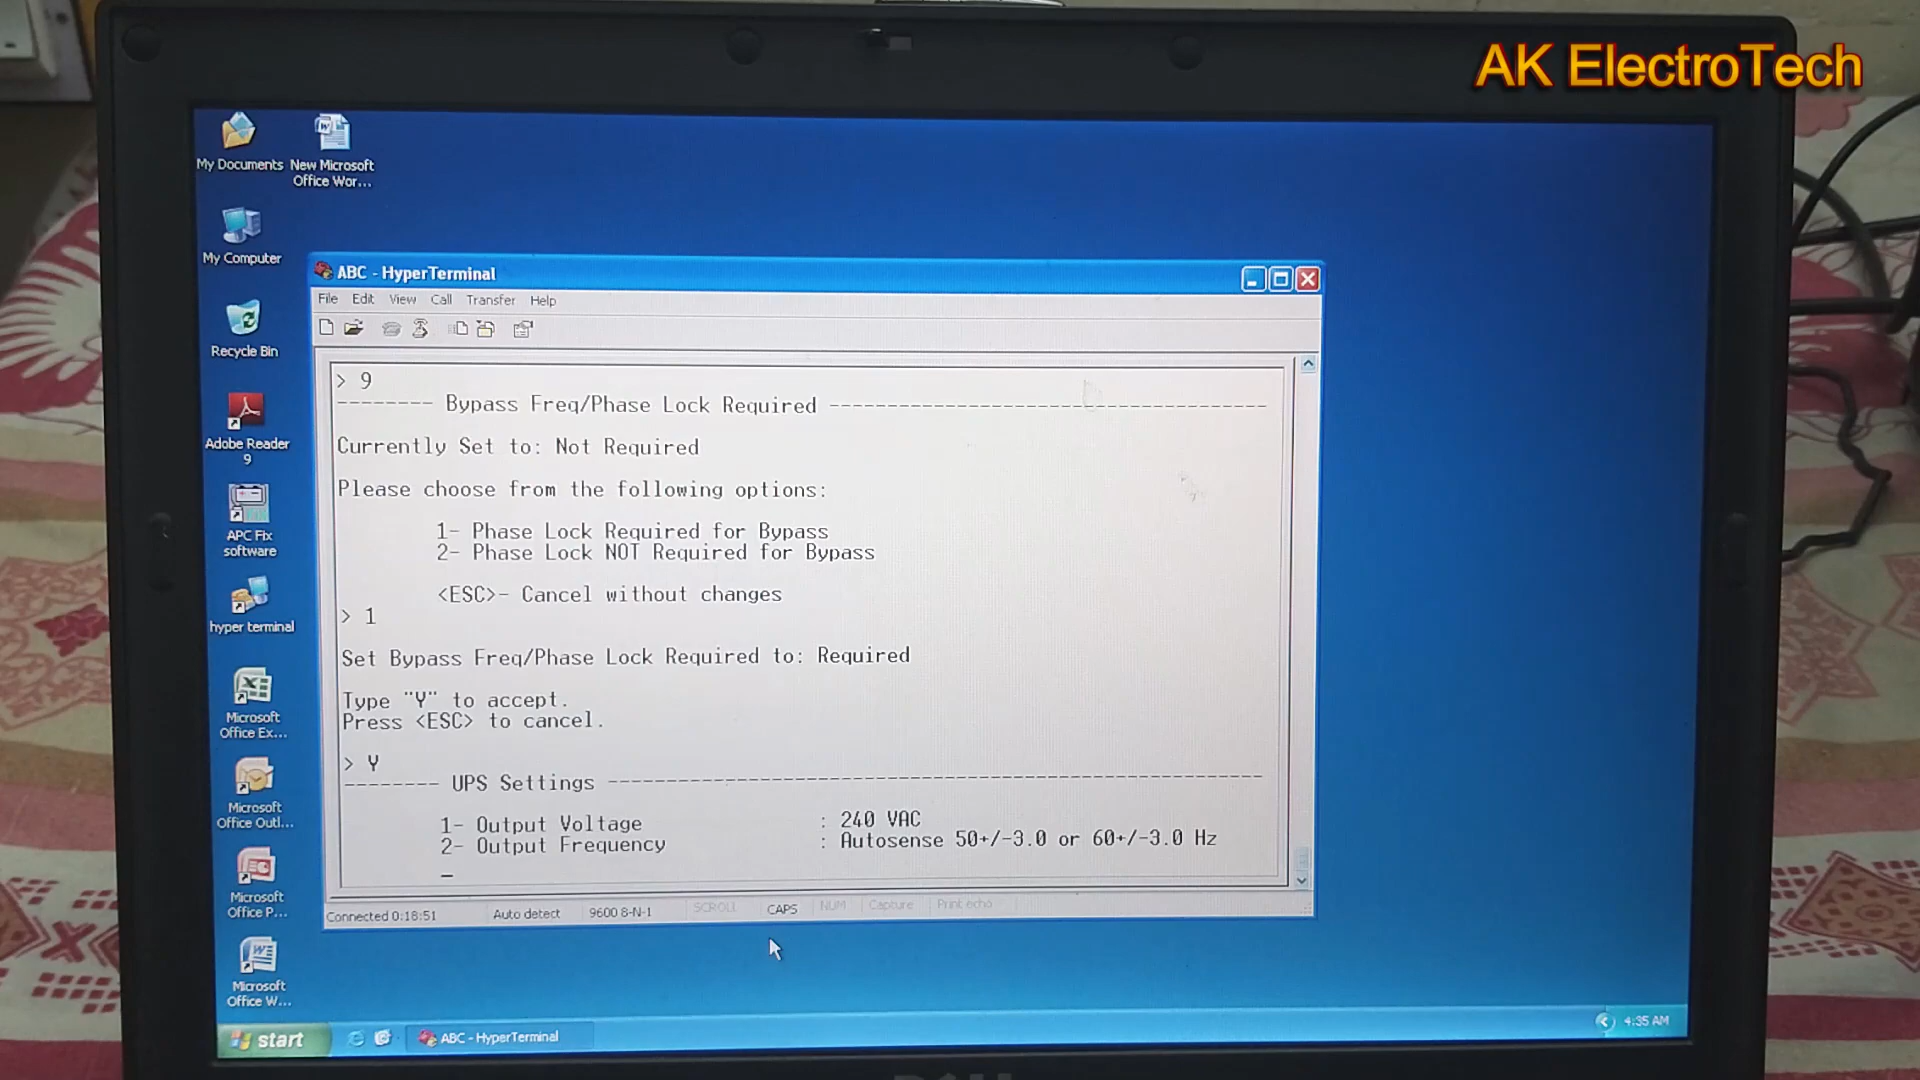 AK ElectroTech
My Documents
New Microsoft
Office Wor...
My Computer
Recycle Bin
Adobe Reader
9
APC Fix
software
hyper terminal
Microsoft
Office Ex...
Microsoft
Office Outl...
Microsoft
Office P...
Microsoft
Office W...
ABC - HyperTerminal
File Edit View Call Transfer Help
> 9
-------- Bypass Freq/Phase Lock Required -------------------------------------
Currently Set to: Not Required
Please choose from the following options:
1- Phase Lock Required for Bypass
2- Phase Lock NOT Required for Bypass
<ESC>- Cancel without changes
> 1
Set Bypass Freq/Phase Lock Required to: Required
Type "Y" to accept.
Press <ESC> to cancel.
> Y
-------- UPS Settings --------------------------------------------------------
1- Output Voltage : 240 VAC
2- Output Frequency : Autosense 50+/-3.0 or 60+/-3.0 Hz
Connected 0:18:51 Auto detect 9600 8-N-1 SCROLL CAPS NUM Capture Print echo
start ABC - HyperTerminal 4:35 AM